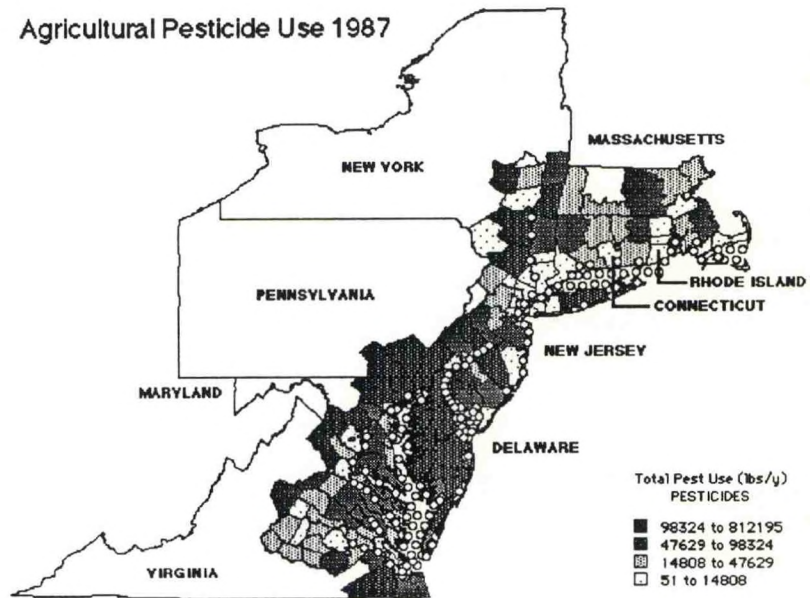 Agricultural Pesticide Use 1987
MASSACHUSETTS
NEW YORK
RHODE ISLAND
PENNSYLVANIA
CONNECTICUT
NEW JERSEY
MARYLAND
DELAWARE
Total Pest Use (lbs/y)
PESTICIDES
98324 to 812195
47629 to 98324
14808 to 47629
51 to 14808
VIRGINIA